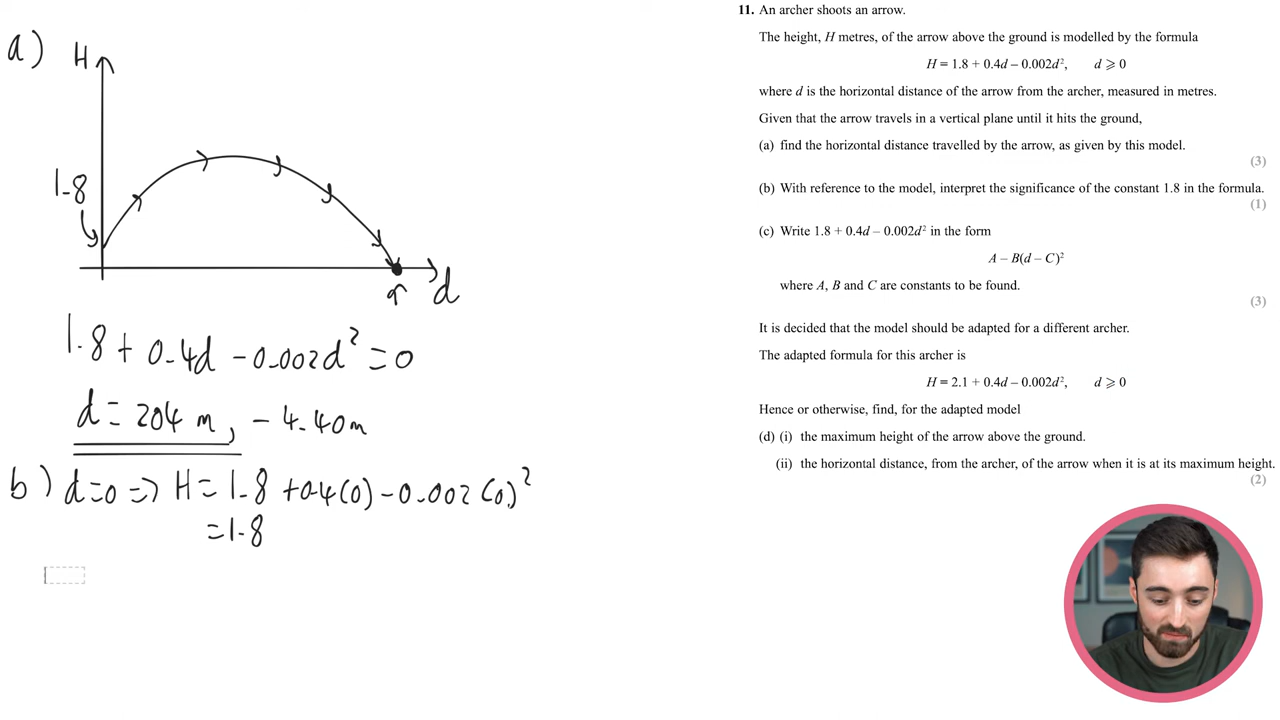 a)
H
1.8
d
1.8 + 0.4d - 0.002d² = 0
d = 204 m, - 4.40m
b) d=0 => H = 1.8 + 0.4(0) - 0.002(0)²
= 1.8
11. An archer shoots an arrow.
The height, H metres, of the arrow above the ground is modelled by the formula
H = 1.8 + 0.4d – 0.002d², d ⩾ 0
where d is the horizontal distance of the arrow from the archer, measured in metres.
Given that the arrow travels in a vertical plane until it hits the ground,
(a) find the horizontal distance travelled by the arrow, as given by this model.
(3)
(b) With reference to the model, interpret the significance of the constant 1.8 in the formula.
(1)
(c) Write 1.8 + 0.4d – 0.002d² in the form
A – B(d – C)²
where A, B and C are constants to be found.
(3)
It is decided that the model should be adapted for a different archer.
The adapted formula for this archer is
H = 2.1 + 0.4d – 0.002d², d ⩾ 0
Hence or otherwise, find, for the adapted model
(d) (i) the maximum height of the arrow above the ground.
(ii) the horizontal distance, from the archer, of the arrow when it is at its maximum height.
(2)